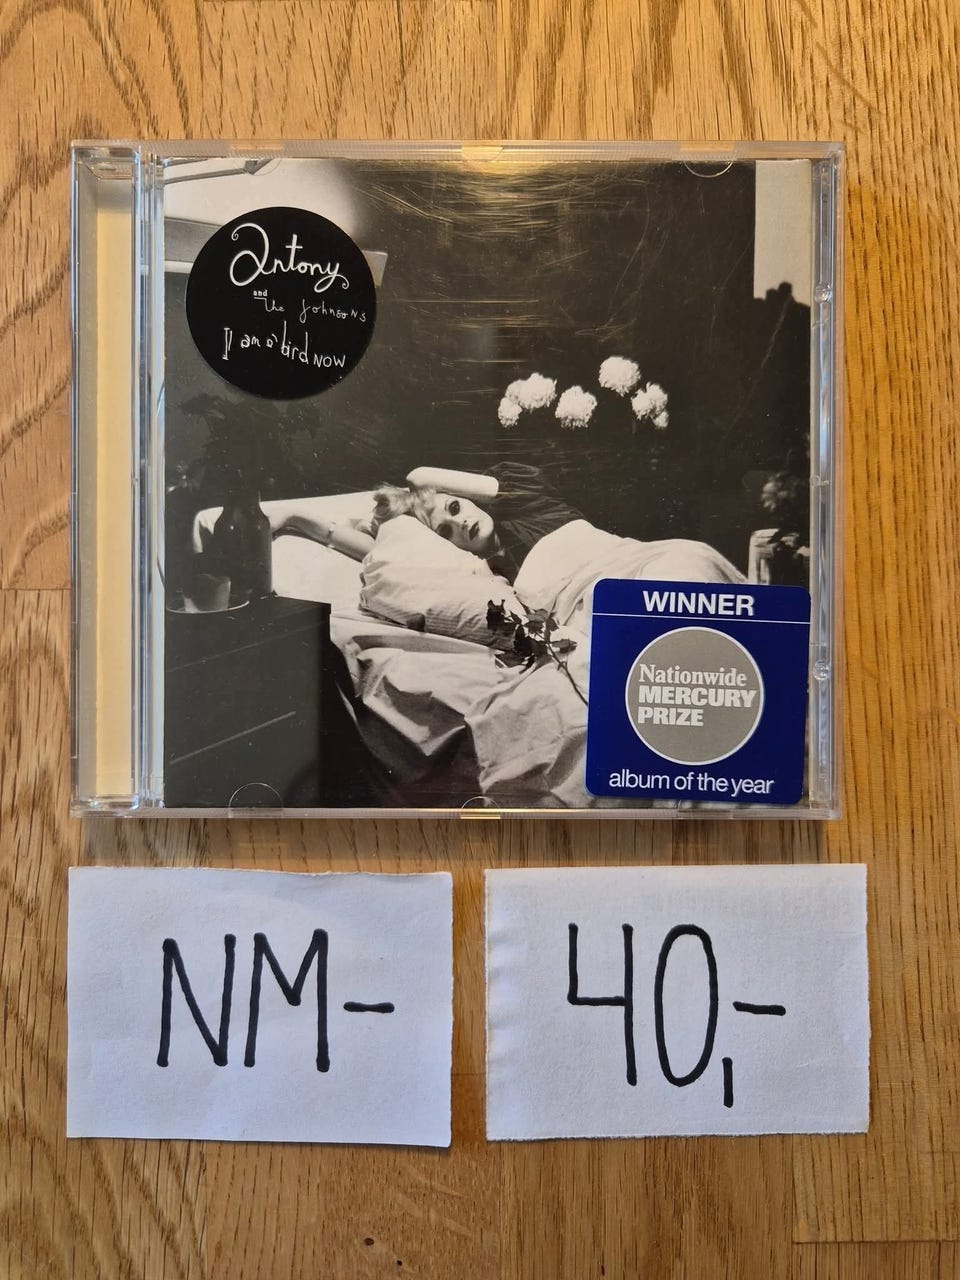 Antony
and
the Johnsons
I am a bird NOW
WINNER
Nationwide
MERCURY
PRIZE
album of the year
NM-
40,-